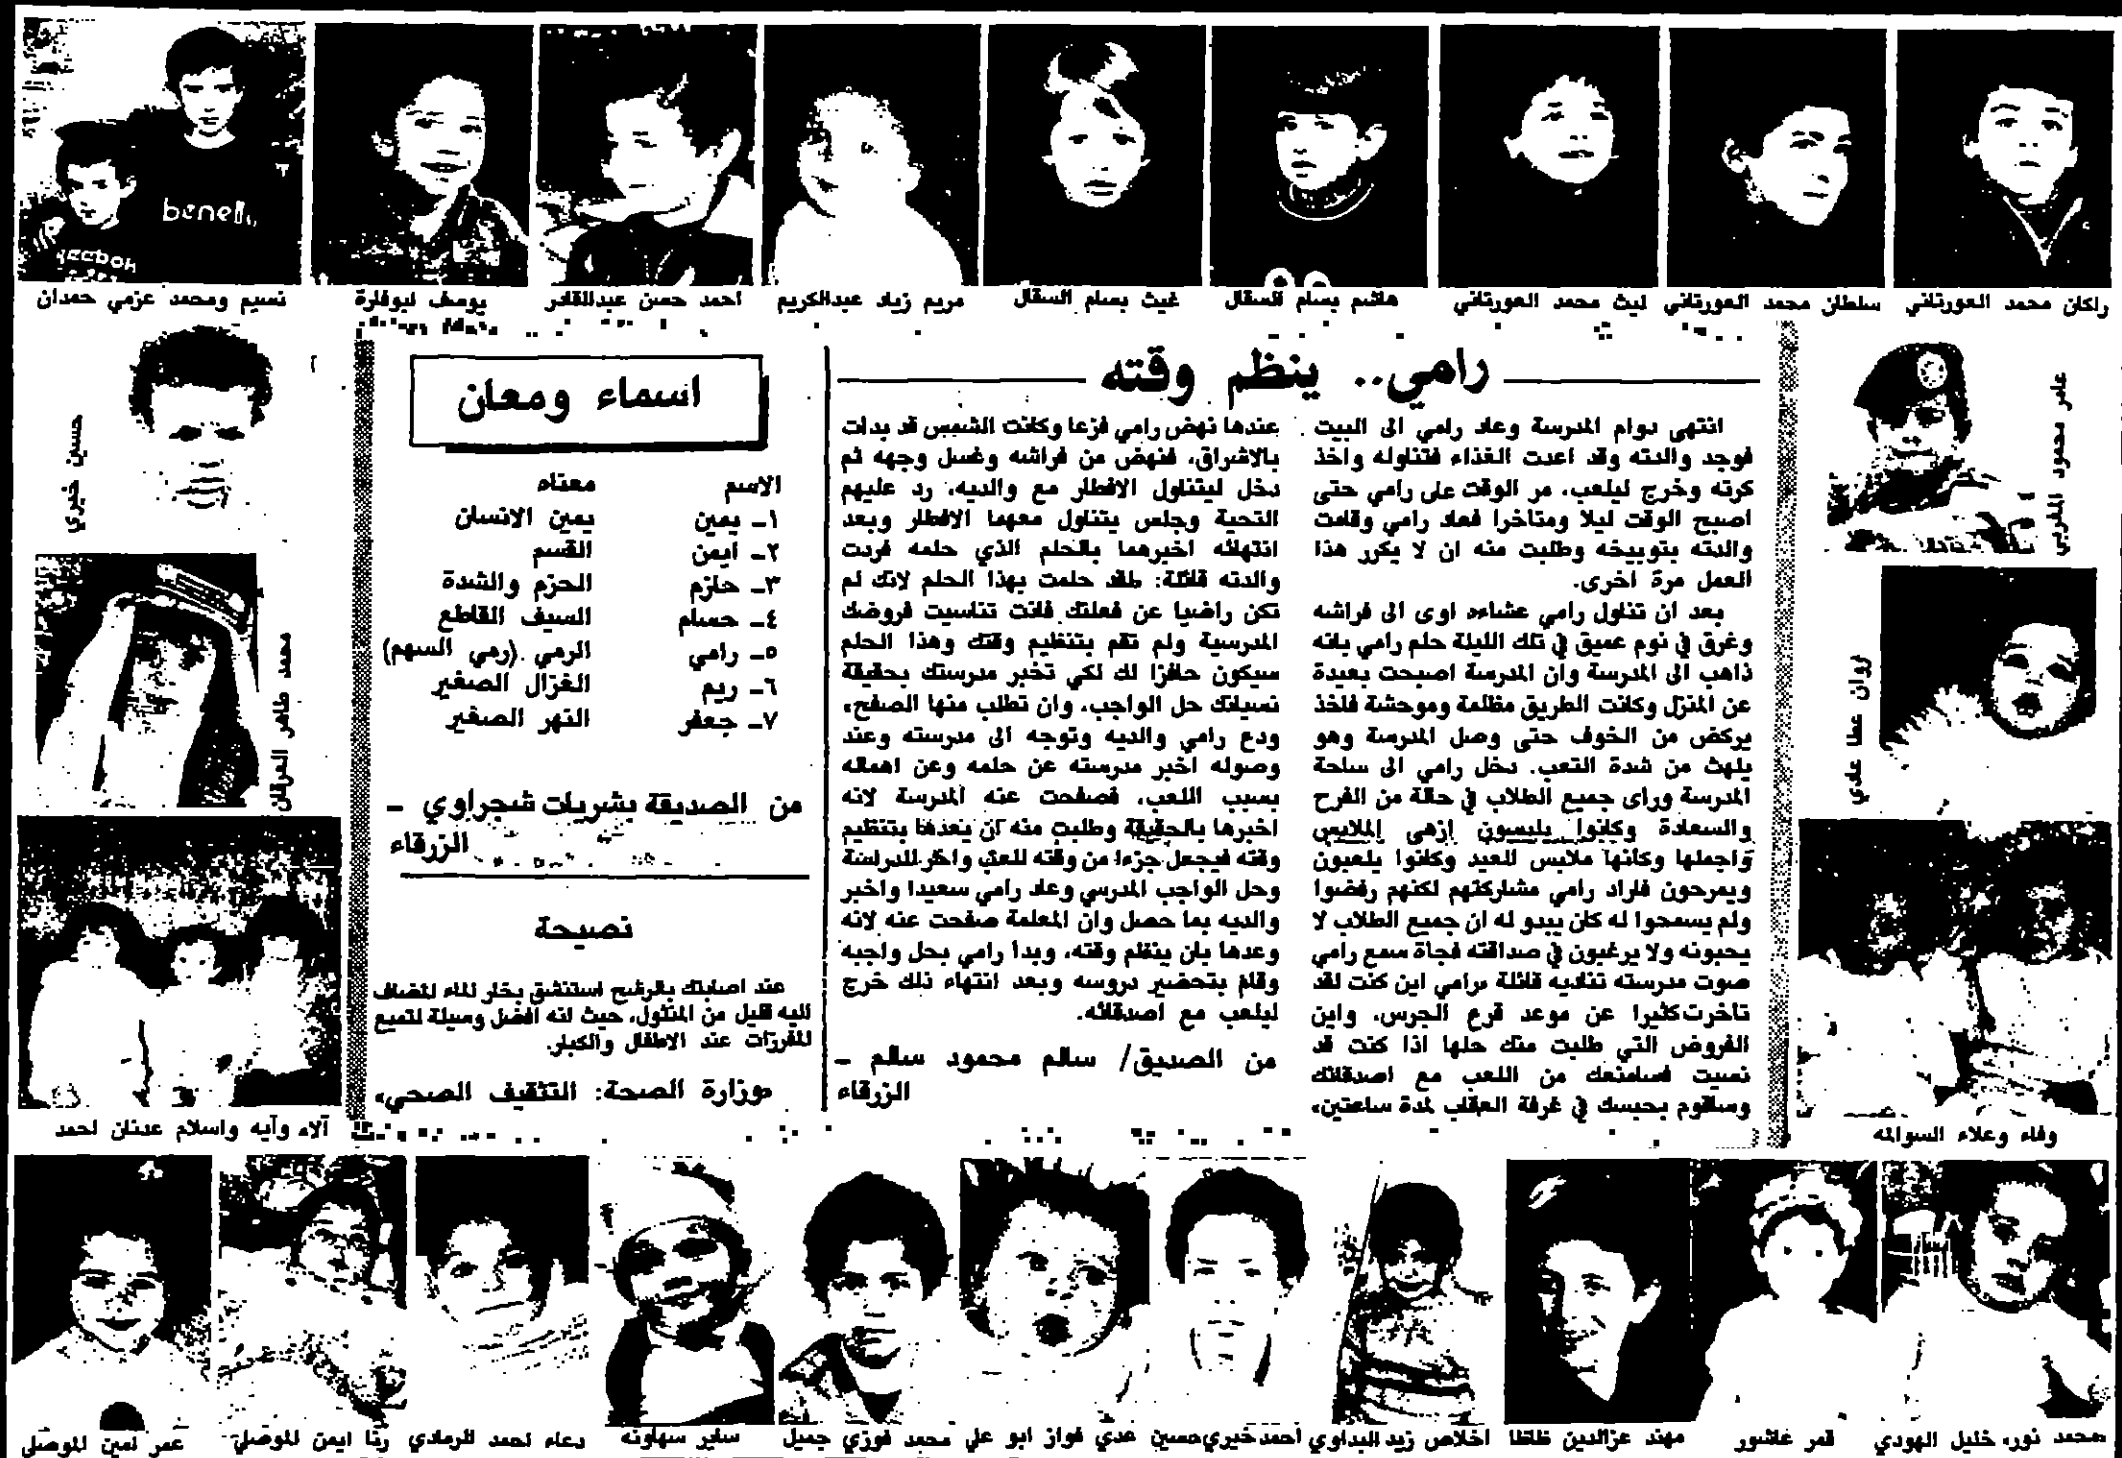 bene
reebok
راكان محمد العورتاني
سلطان محمد العورتاني
ليث محمد العورتاني
هاشم بسام السقال
غيث بسام السقال
مريم زياد عبدالكريم
احمد حسن عبدالقادر
يوسف ابوقارة
نسيم ومحمد عزمي حمدان
عامر محمود المغربي
روان عطا عادي
وفاء وعلاء السوالمه
رامي.. ينظم وقته
انتهى دوام المدرسة وعاد رامي الى البيت
فوجد والدته وقد اعدت الغذاء فتناوله واخذ
كرته وخرج ليلعب، مر الوقت على رامي حتى
اصبح الوقت ليلا ومتاخرا فعاد رامي وقامت
والدته بتوبيخه وطلبت منه ان لا يكرر هذا
العمل مرة اخرى.
بعد ان تناول رامي عشاءه اوى الى فراشه
وغرق في نوم عميق في تلك الليلة حلم رامي بانه
ذاهب الى المدرسة وان المدرسة اصبحت بعيدة
عن المنزل وكانت الطريق مظلمة وموحشة فاخذ
يركض من الخوف حتى وصل المدرسة وهو
يلهث من شدة التعب. دخل رامي الى ساحة
المدرسة وراى جميع الطلاب في حالة من الفرح
والسعادة وكانوا يلبسون ازهى الملابس
واجملها وكانها ملابس للعيد وكانوا يلعبون
ويمرحون فاراد رامي مشاركتهم لكنهم رفضوا
ولم يسمحوا له كان يبدو له ان جميع الطلاب لا
يحبونه ولا يرغبون في صداقته فجاة سمع رامي
صوت مدرسته تناديه قائلة «رامي اين كنت لقد
تاخرت كثيرا عن موعد قرع الجرس، واين
الفروض التي طلبت منك حلها اذا كنت قد
نسيت فسامنعك من اللعب مع اصدقائك
وساقوم بحبسك في غرفة العقاب لمدة ساعتين»
عندها نهض رامي فزعا وكانت الشمس قد بدات
بالاشراق، فنهض من فراشه وغسل وجهه ثم
دخل ليتناول الافطار مع والديه، رد عليهم
التحية وجلس يتناول معهما الافطار وبعد
انتهائه اخبرهما بالحلم الذي حلمه فردت
والدته قائلة: «لقد حلمت بهذا الحلم لانك لم
تكن راضيا عن فعلتك فانت تناسيت فروضك
المدرسية ولم تقم بتنظيم وقتك وهذا الحلم
سيكون حافزا لك لكي تخبر مدرستك بحقيقة
نسيانك حل الواجب، وان تطلب منها الصفح»
ودع رامي والديه وتوجه الى مدرسته وعند
وصوله اخبر مدرسته عن حلمه وعن اهماله
بسبب اللعب، فصفحت عنه المدرسة لانه
اخبرها بالحقيقة وطلبت منه ان يعدها بتنظيم
وقته فيجعل جزءا من وقته للعب واخر للدراسة
وحل الواجب المدرسي وعاد رامي سعيدا واخبر
والديه بما حصل وان المعلمة صفحت عنه لانه
وعدها بان ينظم وقته، وبدا رامي بحل واجبه
وقام بتحضير دروسه وبعد انتهاء ذلك خرج
ليلعب مع اصدقائه.
من الصديق/ سالم محمود سالم -
الزرقاء
اسماء ومعان
الاسم معناه
١- يمين يمين الانسان
٢- ايمن القسم
٣- حازم الحزم والشدة
٤- حسام السيف القاطع
٥- رامي الرمي (رمي السهم)
٦- ريم الغزال الصغير
٧- جعفر النهر الصغير
من الصديقة بشريات شجراوي -
الزرقاء
نصيحة
عند اصابتك بالرشح استنشق بخار الماء المضاف
اليه قليل من المنثول، حيث انه افضل وسيلة لتميع
المفرزات عند الاطفال والكبار.
«وزارة الصحة: التثقيف الصحي»
حسين خيري
محمد طاهر العرقان
آلاء وآيه واسلام عدنان احمد
«محمد نور» خليل الهودي
قمر عاشور
مهند عزالدين ظاظا
اخلاص زيد البداوي
احمد خيري حسين
عدي فواز ابو علي
محمد فوزي جميل
سائر سهاونه
دعاء احمد الرمادي
رنا ايمن الموصلي
عمر امين الموصلي